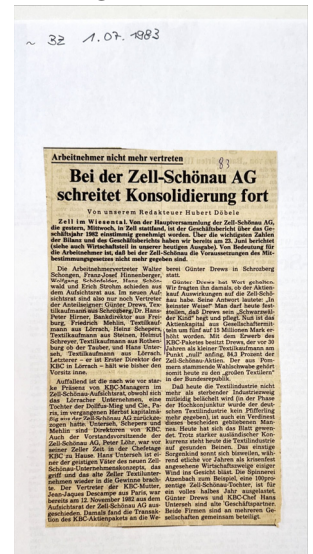 ~ BZ 1.07.1983
Arbeitnehmer nicht mehr vertreten
83
Bei der Zell-Schönau AG
schreitet Konsolidierung fort
Von unserem Redakteur Hubert Döbele
Zell im Wiesental. Von der Hauptversammlung der Zell-Schönau AG,
die gestern, Mittwoch, in Zell stattfand, ist der Geschäftsbericht über das Ge-
schäftsjahr 1982 einstimmig genehmigt worden. Über die wichtigsten Zahlen
der Bilanz und des Geschäftsberichts haben wir bereits am 23. Juni berichtet
(siehe auch Wirtschaftsteil in unserer heutigen Ausgabe). Von Bedeutung für
die Arbeitnehmer ist, daß bei der Zell-Schönau die Voraussetzungen des Mit-
bestimmungsgesetzes nicht mehr gegeben sind.
Die Arbeitnehmervertreter Walter
Schongen, Franz-Josef Hinnenberger,
Wolfgang Schönfelder, Hans Schön-
wald und Erich Strohm schieden aus
dem Aufsichtsrat aus. Im neuen Auf-
sichtsrat sind also nur noch Vertreter
der Anteilseigner: Günter Drews, Tex-
tilkaufmann aus Schrozberg, Dr. Hans-
Peter Hirner, Bankdirektor aus Frei-
burg, Friedrich Mehlin, Textilkauf-
mann aus Lörrach, Heinz Schepers,
Textilkaufmann aus Steinen, Helmut
Schreyer, Textilkaufmann aus Rothen-
burg ob der Tauber, und Hans Unter-
seh, Textilkaufmann aus Lörrach.
Letzterer – er ist Erster Direktor der
KBC in Lörrach – hält wie bisher den
Vorsitz inne.
Auffallend ist die nach wie vor star-
ke Präsenz von KBC-Managern im
Zell-Schönau-Aufsichtsrat, obwohl sich
das Lörracher Unternehmen, eine
Tochter der Dollfus-Mieg und Cie, Pa-
ris, im vergangenen Herbst kapitalmä-
ßig aus der Zell-Schönau AG zurückge-
zogen hatte. Unterseh, Schepers und
Mehlin sind Direktoren von KBC.
Auch der Vorstandsvorsitzende der
Zell-Schönau AG, Peter Löhr, war vor
seiner Zeller Zeit in der Chefetage
KBC zu Hause. Hans Unterseh ist ei-
ner der geistigen Väter des neuen Zell-
Schönau-Unternehmenskonzepts, das
griff und das alte Zeller Textilunter-
nehmen wieder in die Gewinne brach-
te. Der Vertreter der KBC-Mutter,
Jean-Jaques Descampe aus Paris, war
bereits am 12. November 1982 aus dem
Aufsichtsrat der Zell-Schönau AG aus-
geschieden. Damals fand die Transak-
tion des KBC-Aktienpakets an die We-
berei Günter Drews in Schrozberg
statt.
Günter Drews hat Wort gehalten.
Wir fragten ihn damals, ob der Aktien-
kauf Auswirkungen auf die Zell-Schö-
nau habe. Seine Antwort lautete: „In
keinster Weise!“ Man darf heute fest-
stellen, daß Drews sein „Schwarzwäl-
der Kind“ hegt und pflegt. Nun ist das
Aktienkapital aus Gesellschaftermit-
teln um fünf auf 15 Millionen Mark er-
höht worden. Mit dem Erwerb des
KBC-Paketes besitzt Drews, der vor 30
Jahren als kleiner Textilkaufmann am
Punkt „null“ anfing, 84,3 Prozent der
Zell-Schönau-Aktien. Der aus Pom-
mern stammende Wahlschwabe gehört
somit heute zu den „großen Textilern“
in der Bundesrepublik.
Daß heute die Textilindustrie nicht
mehr als sterbender Industriezweig
mitleidig belächelt wird (in der Phase
der Hochkonjunktur wurde der deut-
schen Textilindustrie kein Pfifferling
mehr gegeben), ist auch ein Verdienst
dieses bescheiden gebliebenen Man-
nes. Heute hat sich das Blatt gewen-
det. Trotz starker ausländischer Kon-
kurrenz steht heute die Textilindustrie
auf gesunden Beinen. Das einstige
Sorgenkind sonnt sich bisweilen, wäh-
rend etliche vor Jahren als krisenfest
angesehene Wirtschaftszweige eisiger
Wind ins Gesicht bläst. Die Spinnerei
Atzenbach zum Beispiel, eine 100pro-
zentige Zell-Schönau-Tochter, ist für
ein volles halbes Jahr ausgelastet.
Günter Drews und KBC-Chef Hans
Unterseh sind alte Geschäftspartner.
Beide Firmen sind an mehreren Ge-
sellschaften gemeinsam beteiligt.